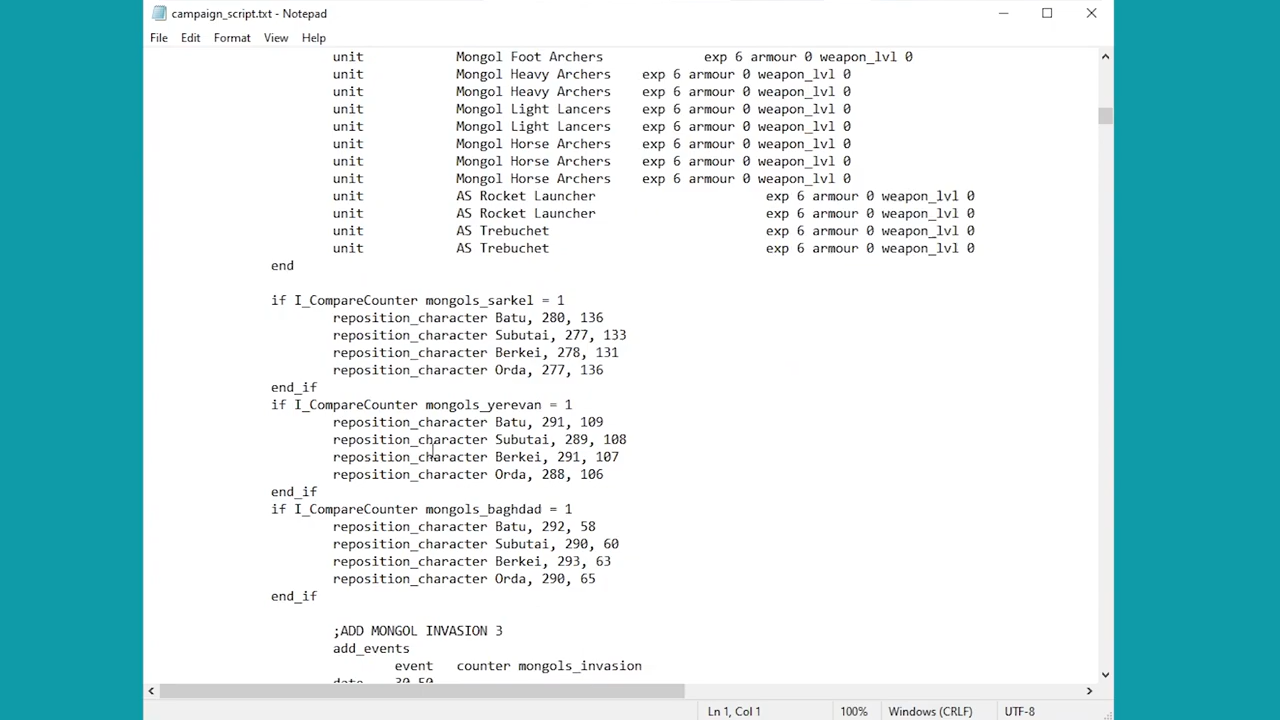 campaign_script.txt - Notepad
File Edit Format View Help
unit Mongol Foot Archers exp 6 armour 0 weapon_lvl 0
unit Mongol Heavy Archers exp 6 armour 0 weapon_lvl 0
unit Mongol Heavy Archers exp 6 armour 0 weapon_lvl 0
unit Mongol Light Lancers exp 6 armour 0 weapon_lvl 0
unit Mongol Light Lancers exp 6 armour 0 weapon_lvl 0
unit Mongol Horse Archers exp 6 armour 0 weapon_lvl 0
unit Mongol Horse Archers exp 6 armour 0 weapon_lvl 0
unit Mongol Horse Archers exp 6 armour 0 weapon_lvl 0
unit AS Rocket Launcher exp 6 armour 0 weapon_lvl 0
unit AS Rocket Launcher exp 6 armour 0 weapon_lvl 0
unit AS Trebuchet exp 6 armour 0 weapon_lvl 0
unit AS Trebuchet exp 6 armour 0 weapon_lvl 0
end
if I_CompareCounter mongols_sarkel = 1
reposition_character Batu, 280, 136
reposition_character Subutai, 277, 133
reposition_character Berkei, 278, 131
reposition_character Orda, 277, 136
end_if
if I_CompareCounter mongols_yerevan = 1
reposition_character Batu, 291, 109
reposition_character Subutai, 289, 108
reposition_character Berkei, 291, 107
reposition_character Orda, 288, 106
end_if
if I_CompareCounter mongols_baghdad = 1
reposition_character Batu, 292, 58
reposition_character Subutai, 290, 60
reposition_character Berkei, 293, 63
reposition_character Orda, 290, 65
end_if
;ADD MONGOL INVASION 3
add_events
event counter mongols_invasion
date 30 50
Ln 1, Col 1 100% Windows (CRLF) UTF-8